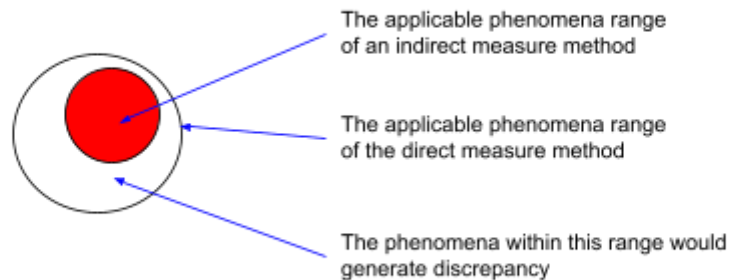 The applicable phenomena range
of an indirect measure method
The applicable phenomena range
of the direct measure method
The phenomena within this range would
generate discrepancy